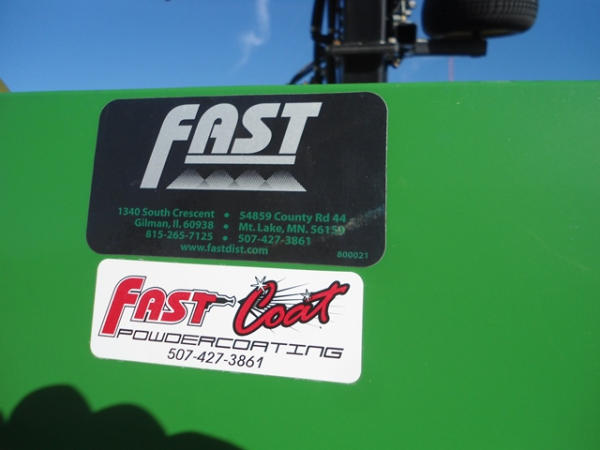 FAST
1340 South Crescent • 54859 County Rd 44
Gilman, Il, 60938 • Mt. Lake, MN. 56159
815-265-7125 • 507-427-3861
www.fastdist.com
800021
FAST Coat
POWDERCOATING
507-427-3861